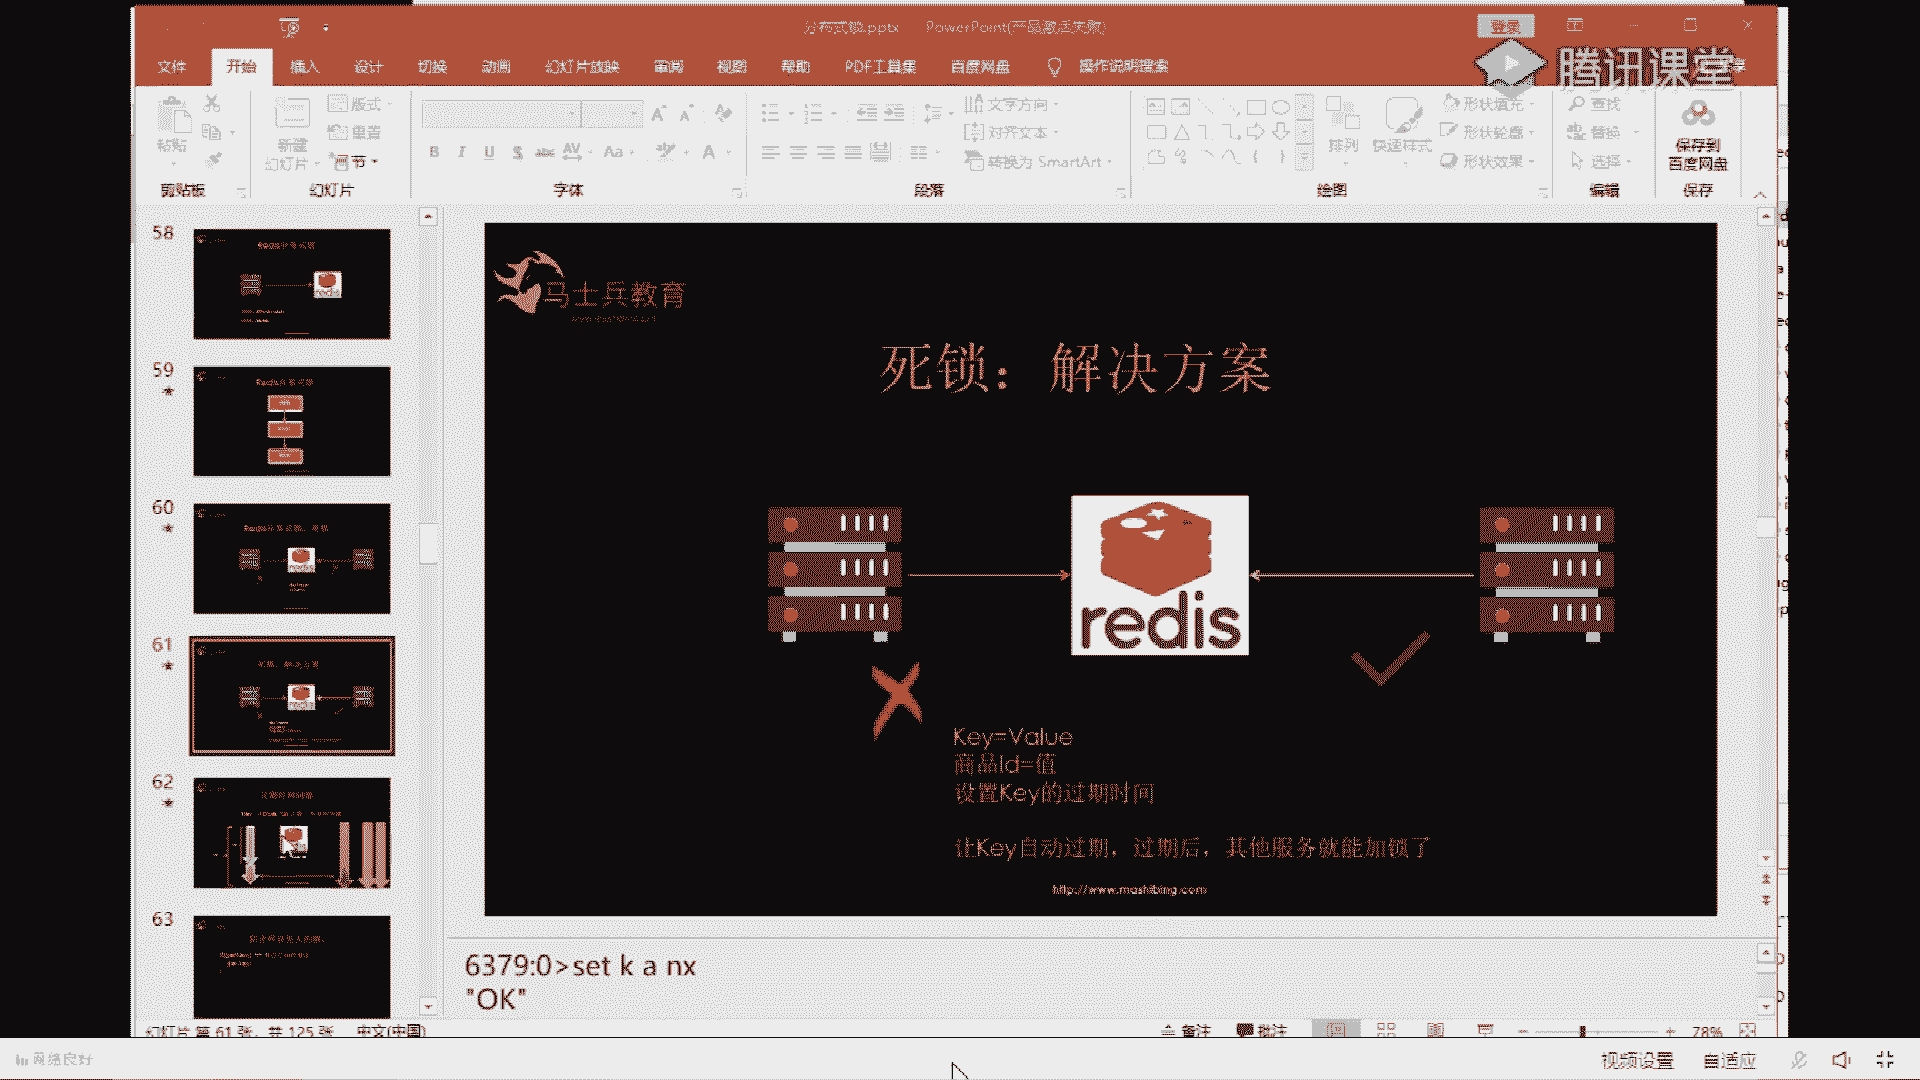 分布式锁.pptx - PowerPoint(产品激活失败)
登录
腾讯课堂
文件 开始 插入 设计 切换 动画 幻灯片放映 审阅 视图 帮助 PDF工具集 百度网盘 操作说明搜索
粘贴
剪贴板
新建
幻灯片
版式
重置
节
幻灯片
B I U S abc AV Aa A
字体
文字方向
对齐文本
转换为 SmartArt
段落
排列
快速样式
形状填充
形状轮廓
形状效果
绘图
查找
替换
选择
编辑
保存到
百度网盘
保存
58
59
60
61
62
63
马士兵教育
死锁：解决方案
redis
Key=Value
商品Id=值
设置Key的过期时间
让Key自动过期，过期后，其他服务就能加锁了
http://www.mashibing.com
6379:0>set k a nx
"OK"
幻灯片 第 61 张，共 125 张 中文(中国)
备注 批注 78%
网络良好
视频设置 自适应